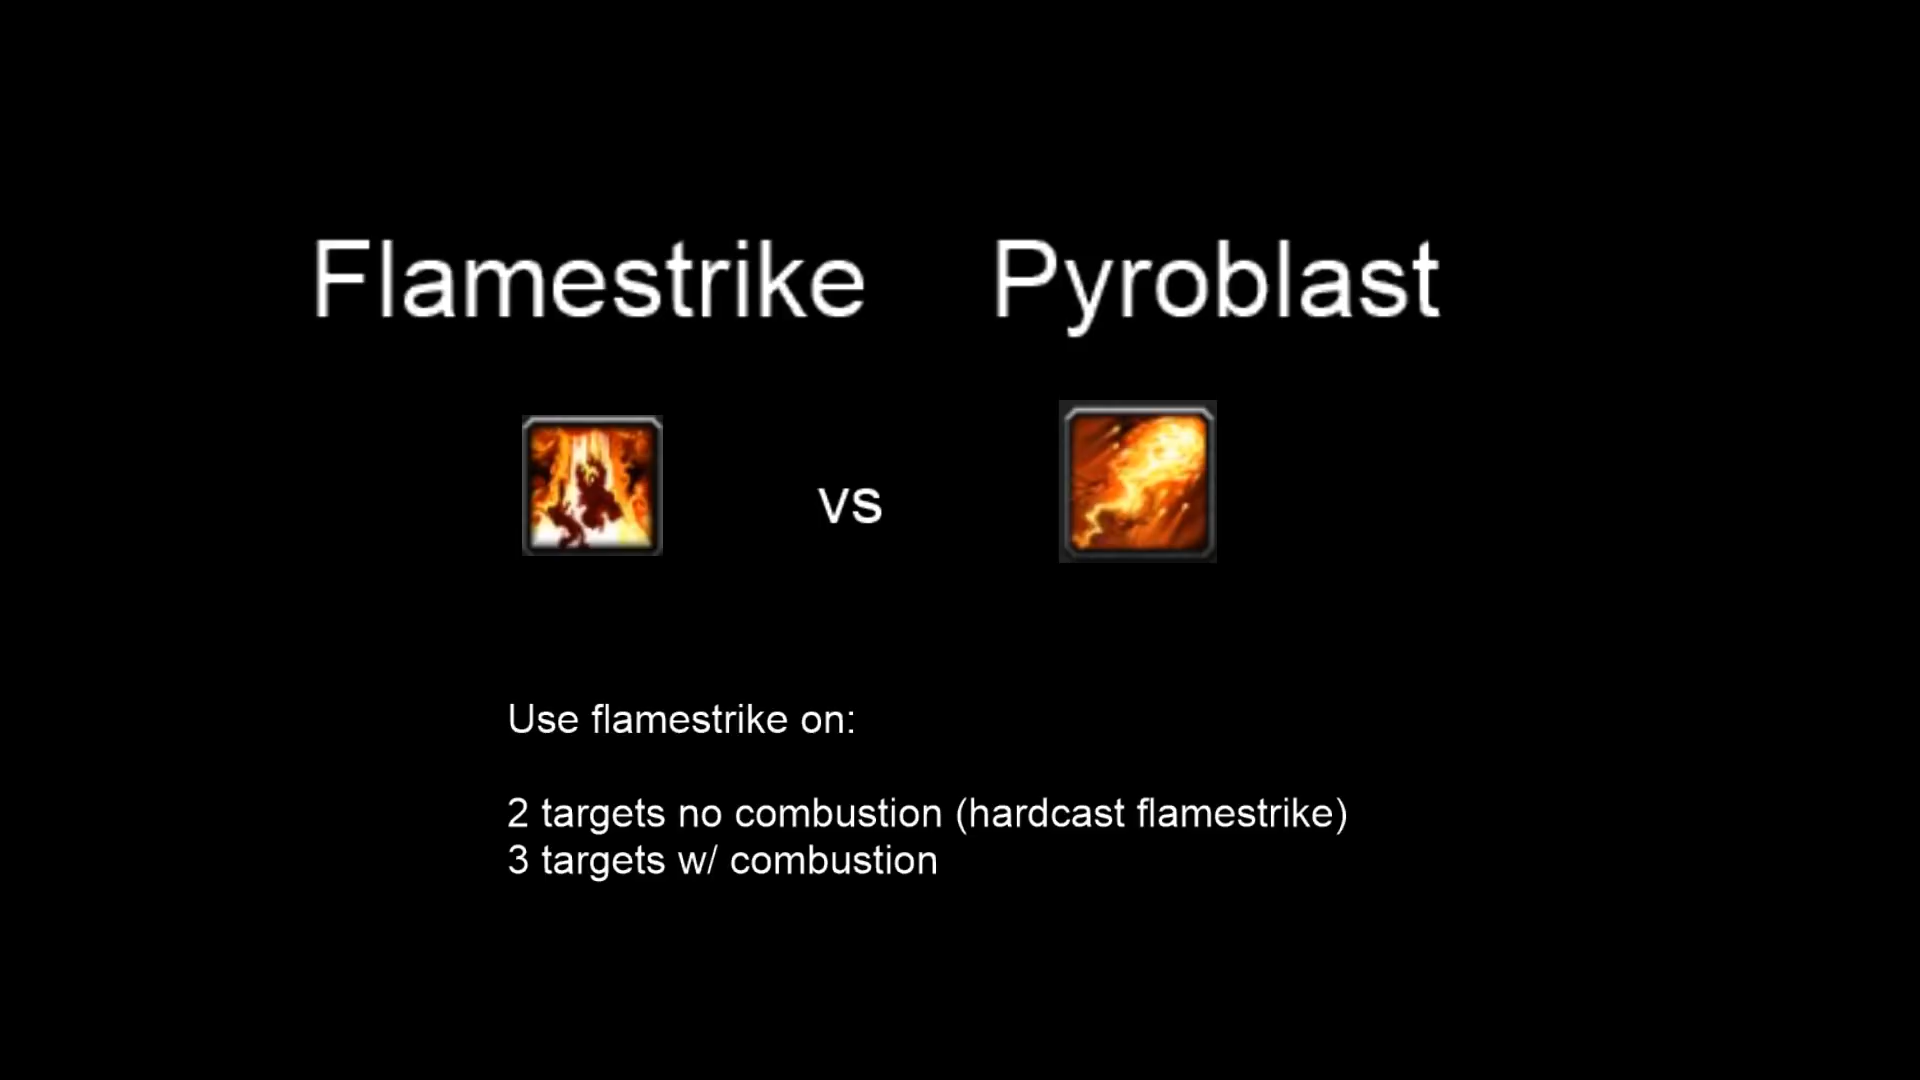 Flamestrike Pyroblast
vs
Use flamestrike on:
2 targets no combustion (hardcast flamestrike)
3 targets w/ combustion